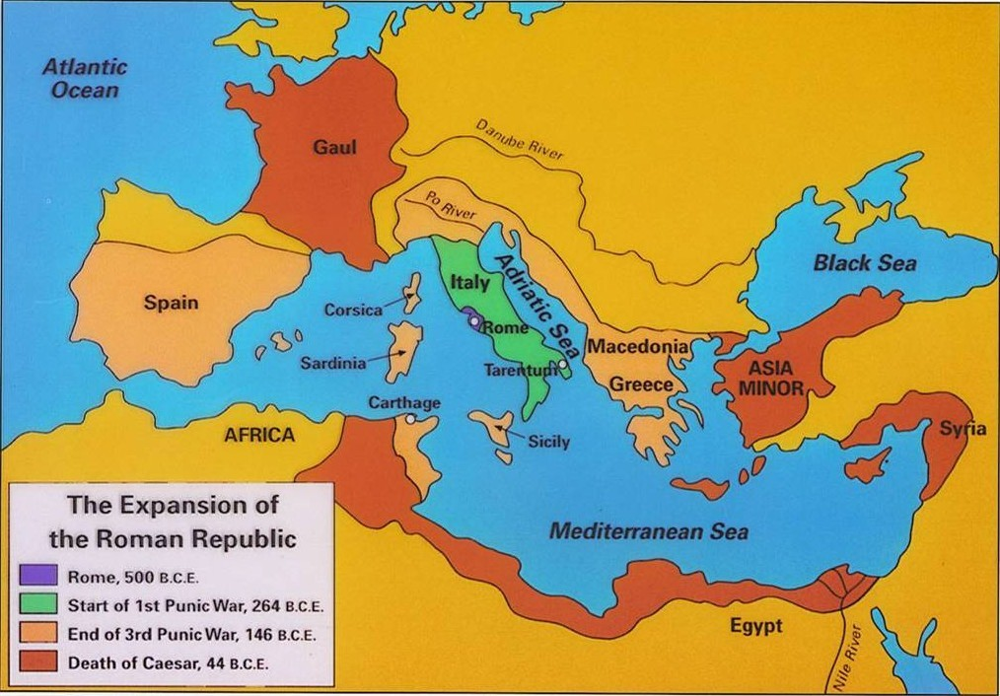 Atlantic
Ocean
Gaul
Danube River
Po River
Black Sea
Spain
Italy
Adriatic Sea
Corsica
Rome
Sardinia
Macedonia
Tarentum
Greece
ASIA
MINOR
Carthage
AFRICA
Sicily
Syria
Mediterranean Sea
Egypt
Nile River
The Expansion of
the Roman Republic
Rome, 500 B.C.E.
Start of 1st Punic War, 264 B.C.E.
End of 3rd Punic War, 146 B.C.E.
Death of Caesar, 44 B.C.E.